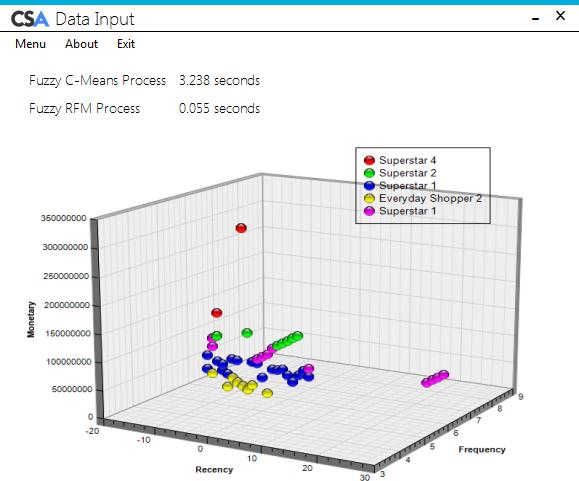 CSA Data Input
Menu About Exit
Fuzzy C-Means Process 3.238 seconds
Fuzzy RFM Process 0.055 seconds
Superstar 4
Superstar 2
Superstar 1
Everyday Shopper 2
Superstar 1
350000000
300000000
250000000
200000000
150000000
100000000
50000000
0
Monetary
-20
-10
0
10
20
30
Recency
3
4
5
6
7
8
9
Frequency